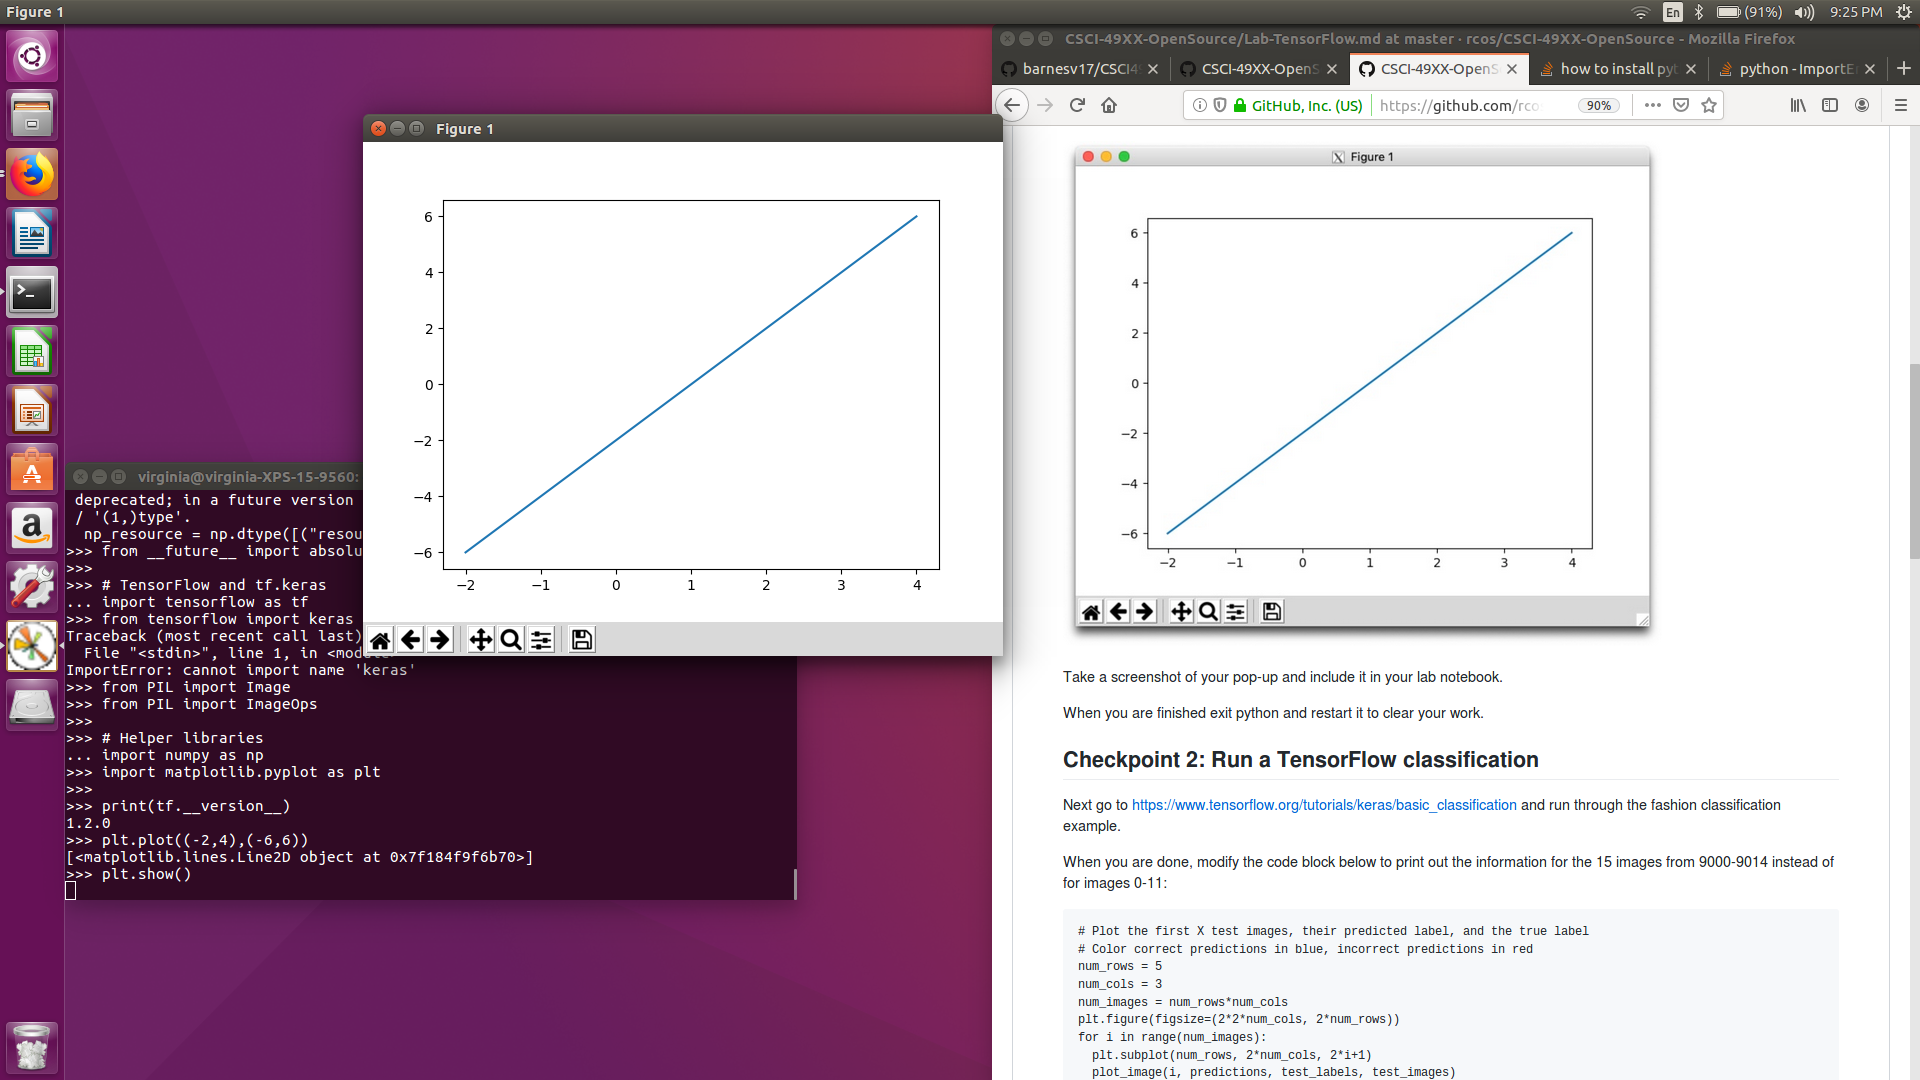 Figure 1
En
(91%)
9:25 PM
CSCI-49XX-OpenSource/Lab-TensorFlow.md at master · rcos/CSCI-49XX-OpenSource - Mozilla Firefox
barnesv17/CSCI4
CSCI-49XX-OpenS
CSCI-49XX-OpenS
how to install pyt
python - ImportE
GitHub, Inc. (US)
https://github.com/rco
90%
Figure 1
6
4
2
0
−2
−4
−6
−2 −1 0 1 2 3 4
virginia@virginia-XPS-15-9560:
deprecated; in a future version
/ '(1,)type'.
np_resource = np.dtype([("resou
>>> from __future__ import absolu
>>>
>>> # TensorFlow and tf.keras
... import tensorflow as tf
>>> from tensorflow import keras
Traceback (most recent call last)
File "<stdin>", line 1, in <module>
ImportError: cannot import name 'keras'
>>> from PIL import Image
>>> from PIL import ImageOps
>>>
>>> # Helper libraries
... import numpy as np
>>> import matplotlib.pyplot as plt
>>>
>>> print(tf.__version__)
1.2.0
>>> plt.plot((-2,4),(-6,6))
[<matplotlib.lines.Line2D object at 0x7f184f9f6b70>]
>>> plt.show()
Figure 1
6
4
2
0
−2
−4
−6
−2 −1 0 1 2 3 4
Take a screenshot of your pop-up and include it in your lab notebook.
When you are finished exit python and restart it to clear your work.
Checkpoint 2: Run a TensorFlow classification
Next go to https://www.tensorflow.org/tutorials/keras/basic_classification and run through the fashion classification
example.
When you are done, modify the code block below to print out the information for the 15 images from 9000-9014 instead of
for images 0-11:
# Plot the first X test images, their predicted label, and the true label
# Color correct predictions in blue, incorrect predictions in red
num_rows = 5
num_cols = 3
num_images = num_rows*num_cols
plt.figure(figsize=(2*2*num_cols, 2*num_rows))
for i in range(num_images):
plt.subplot(num_rows, 2*num_cols, 2*i+1)
plot_image(i, predictions, test_labels, test_images)